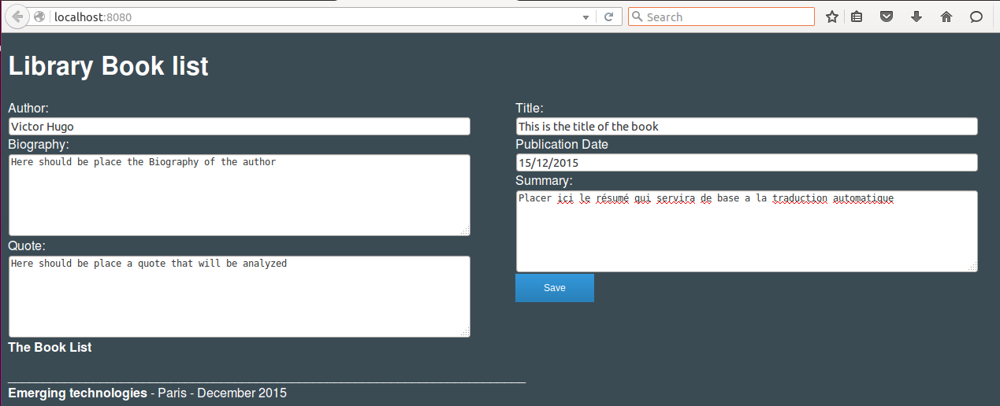 localhost:8080
Search
Library Book list
Author:
Victor Hugo
Biography:
Here should be place the Biography of the author
Quote:
Here should be place a quote that will be analyzed
Title:
This is the title of the book
Publication Date
15/12/2015
Summary:
Placer ici le résumé qui servira de base a la traduction automatique
Save
The Book List
Emerging technologies - Paris - December 2015